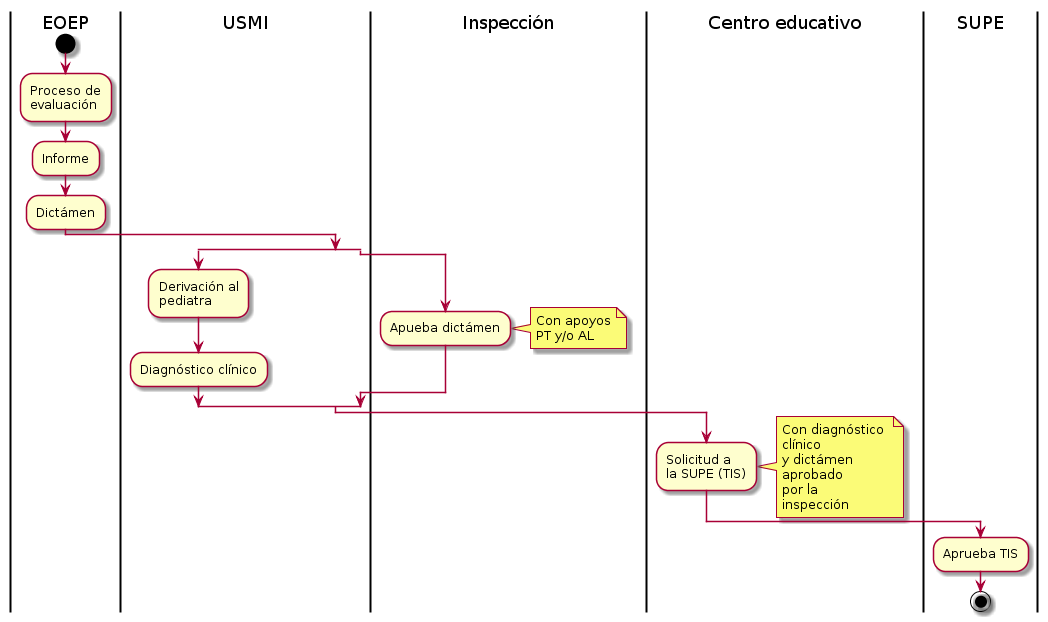 EOEP
USMI
Inspección
Centro educativo
SUPE
Proceso de
evaluación
Informe
Dictámen
Derivación al
pediatra
Diagnóstico clínico
Apueba dictámen
Con apoyos
PT y/o AL
Solicitud a
la SUPE (TIS)
Con diagnóstico
clínico
y dictámen
aprobado
por la
inspección
Aprueba TIS